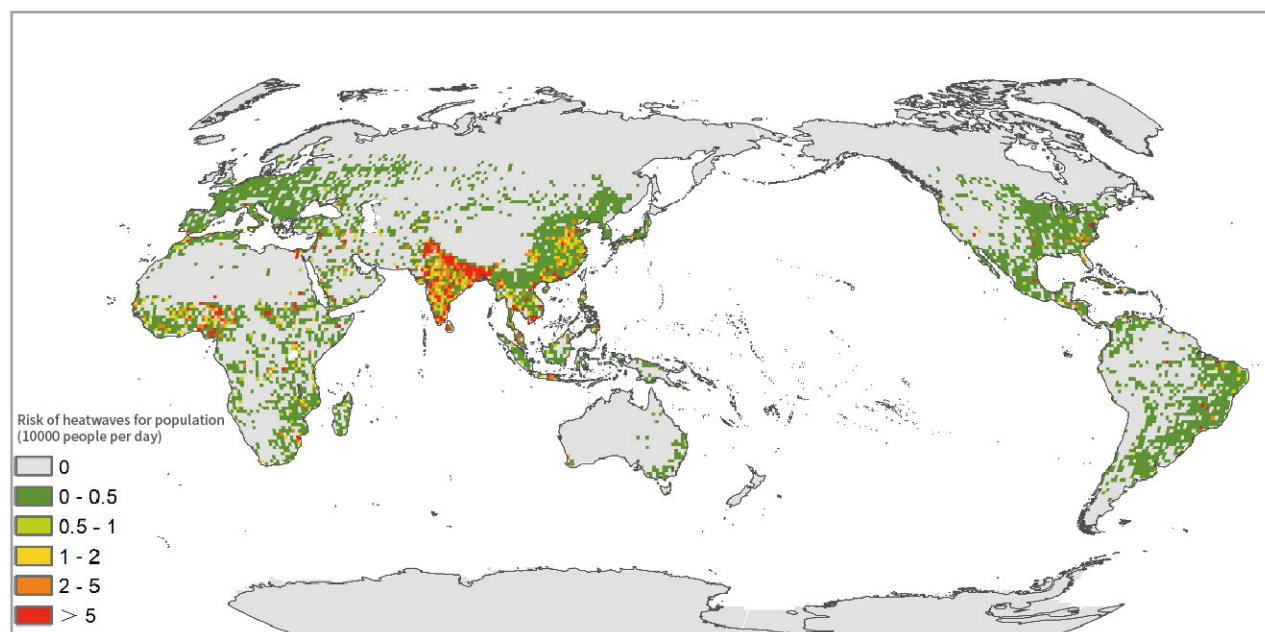 Risk of heatwaves for population
(10000 people per day)
0
0 - 0.5
0.5 - 1
1 - 2
2 - 5
> 5